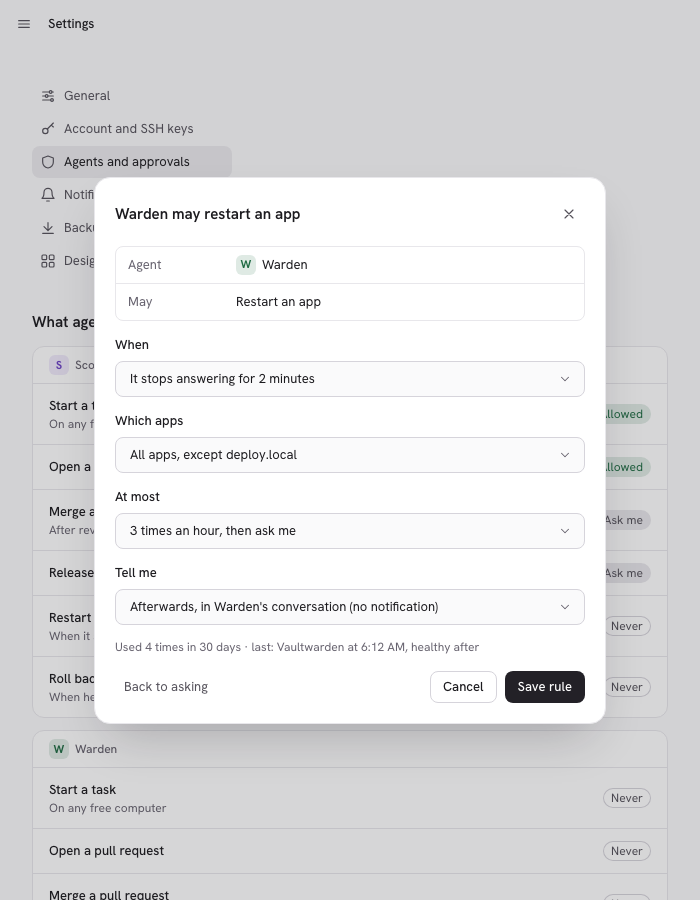 Settings
General
Account and SSH keys
Agents and approvals
Warden may restart an app
Agent W Warden
May Restart an app
When
It stops answering for 2 minutes
Which apps
All apps, except deploy.local
At most
3 times an hour, then ask me
Tell me
Afterwards, in Warden's conversation (no notification)
Used 4 times in 30 days · last: Vaultwarden at 6:12 AM, healthy after
Back to asking Cancel Save rule
What
S
Start a
On any Allowed
Open a Allowed
Merge
After Ask me
Release Ask me
Restart
When it Never
Roll
When Never
W Warden
Start a task
On any free computer Never
Open a pull request Never
Merge a pull request